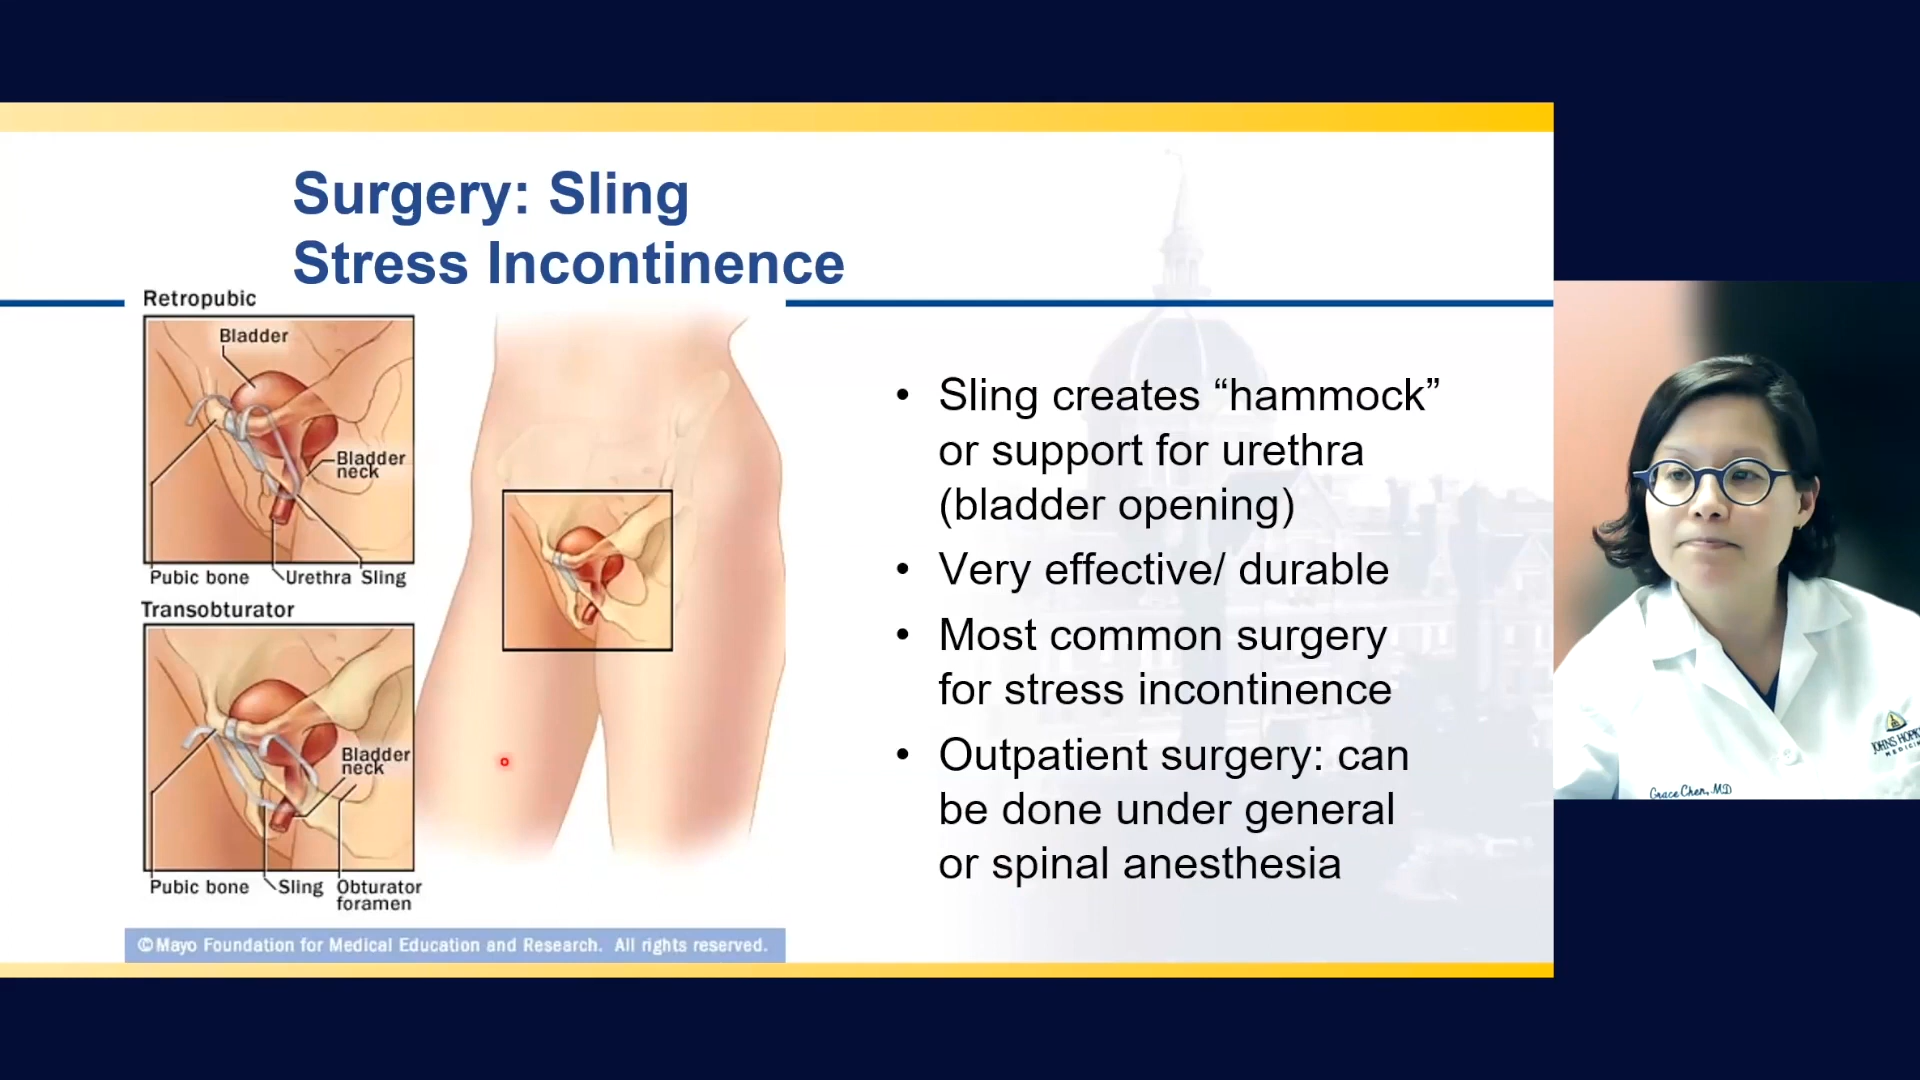 Surgery: Sling
Stress Incontinence
Retropubic
Bladder
Bladder
neck
Pubic bone
Urethra
Sling
Transobturator
Bladder
neck
Pubic bone
Sling
Obturator
foramen
©Mayo Foundation for Medical Education and Research. All rights reserved.
• Sling creates “hammock”
or support for urethra
(bladder opening)
• Very effective/ durable
• Most common surgery
for stress incontinence
• Outpatient surgery: can
be done under general
or spinal anesthesia
JOHNS HOPK
MEDICIN
Grace Chen, MD